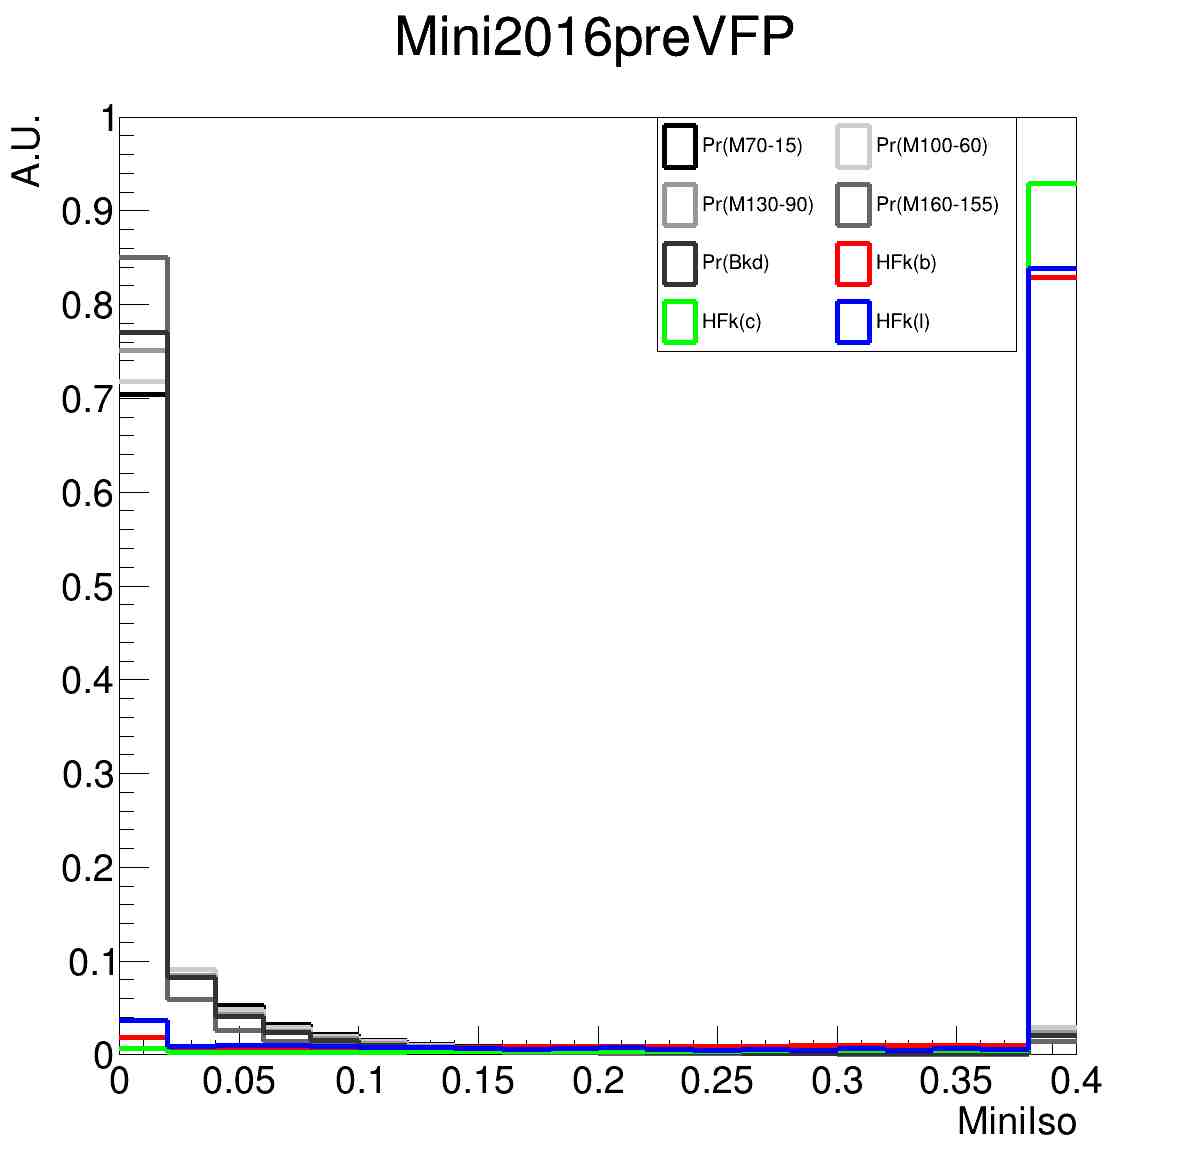 Mini2016preVFP
A.U.
1
0.9
0.8
0.7
0.6
0.5
0.4
0.3
0.2
0.1
0
Pr(M70-15) Pr(M100-60)
Pr(M130-90) Pr(M160-155)
Pr(Bkd) HFk(b)
HFk(c) HFk(l)
0 0.05 0.1 0.15 0.2 0.25 0.3 0.35 0.4
MiniIso